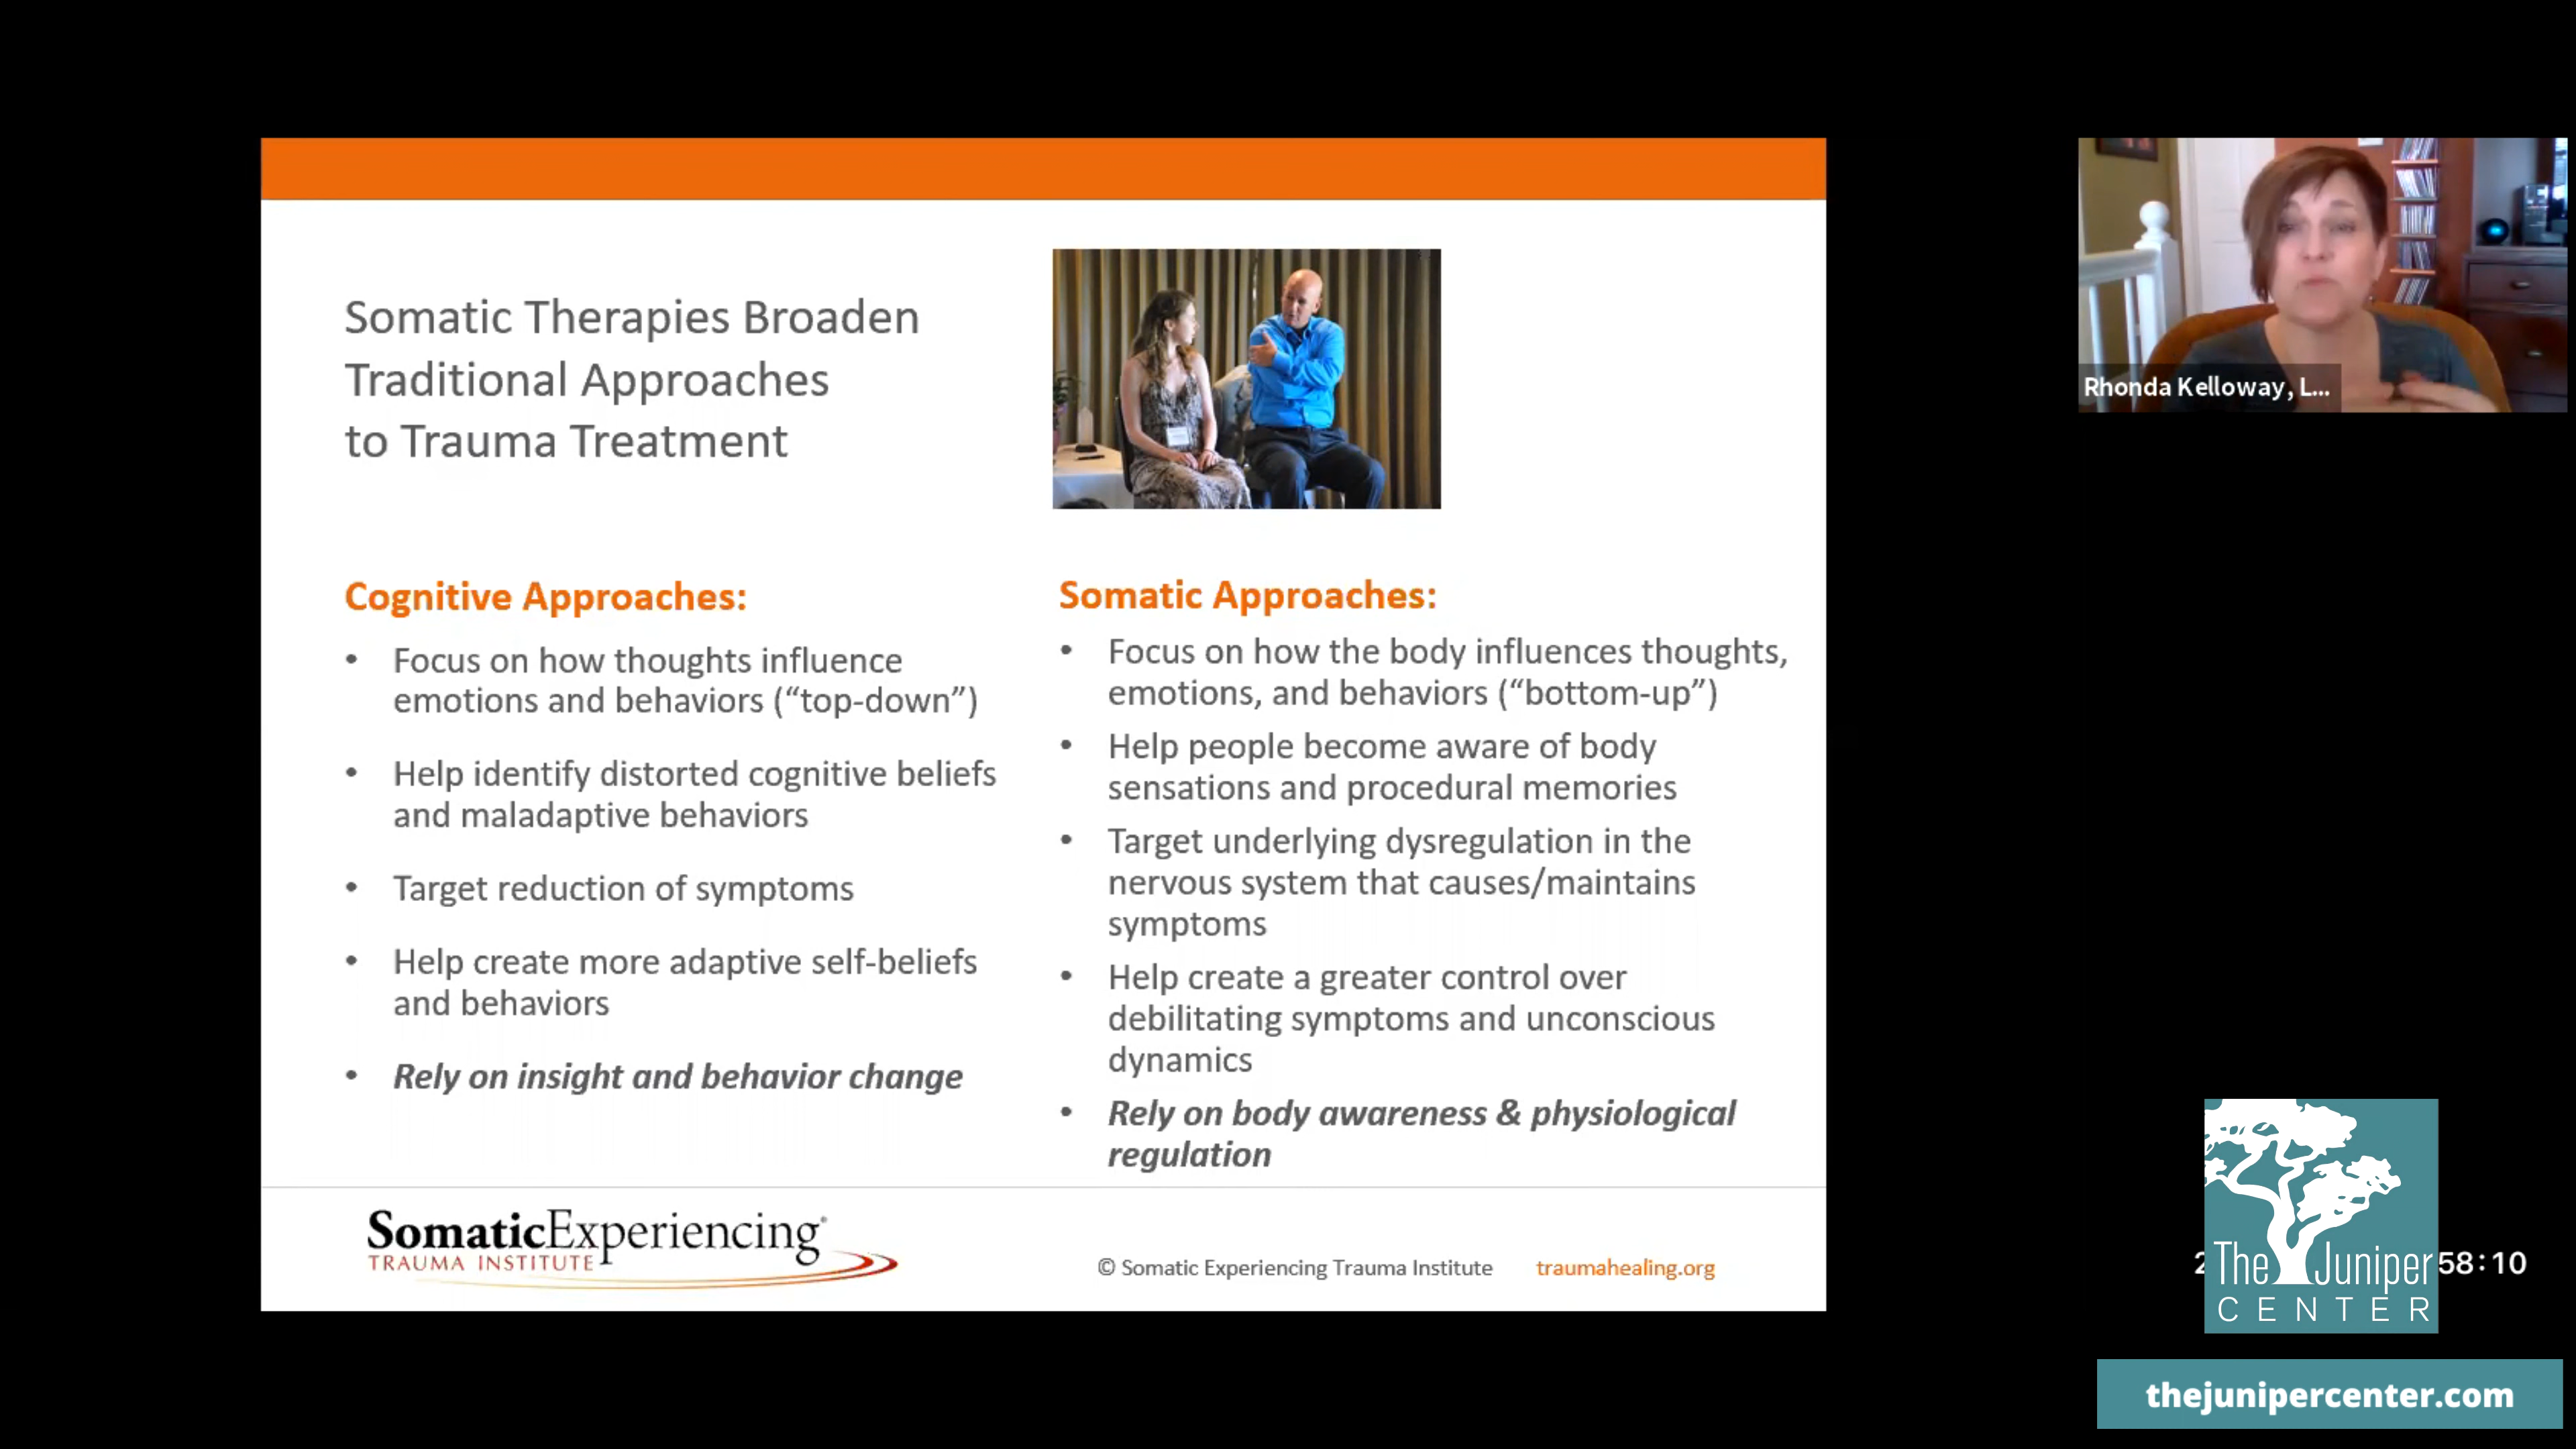 Somatic Therapies Broaden
Traditional Approaches
to Trauma Treatment
Cognitive Approaches:
• Focus on how thoughts influence
emotions and behaviors (“top-down”)
• Help identify distorted cognitive beliefs
and maladaptive behaviors
• Target reduction of symptoms
• Help create more adaptive self-beliefs
and behaviors
• Rely on insight and behavior change
Somatic Approaches:
• Focus on how the body influences thoughts,
emotions, and behaviors (“bottom-up”)
• Help people become aware of body
sensations and procedural memories
• Target underlying dysregulation in the
nervous system that causes/maintains
symptoms
• Help create a greater control over
debilitating symptoms and unconscious
dynamics
• Rely on body awareness & physiological
regulation
SomaticExperiencing®
TRAUMA INSTITUTE
© Somatic Experiencing Trauma Institute traumahealing.org
Rhonda Kelloway, L...
The Juniper
CENTER
58:10
thejunipercenter.com